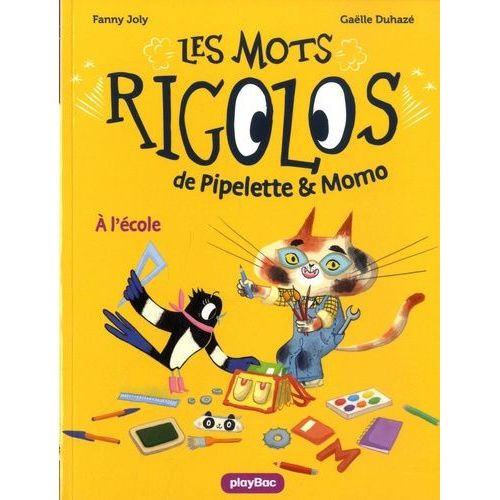 Fanny Joly
Gaëlle Duhazé
LES MOTS
RIGOLOS
de Pipelette & Momo
À l'école
M
playBac